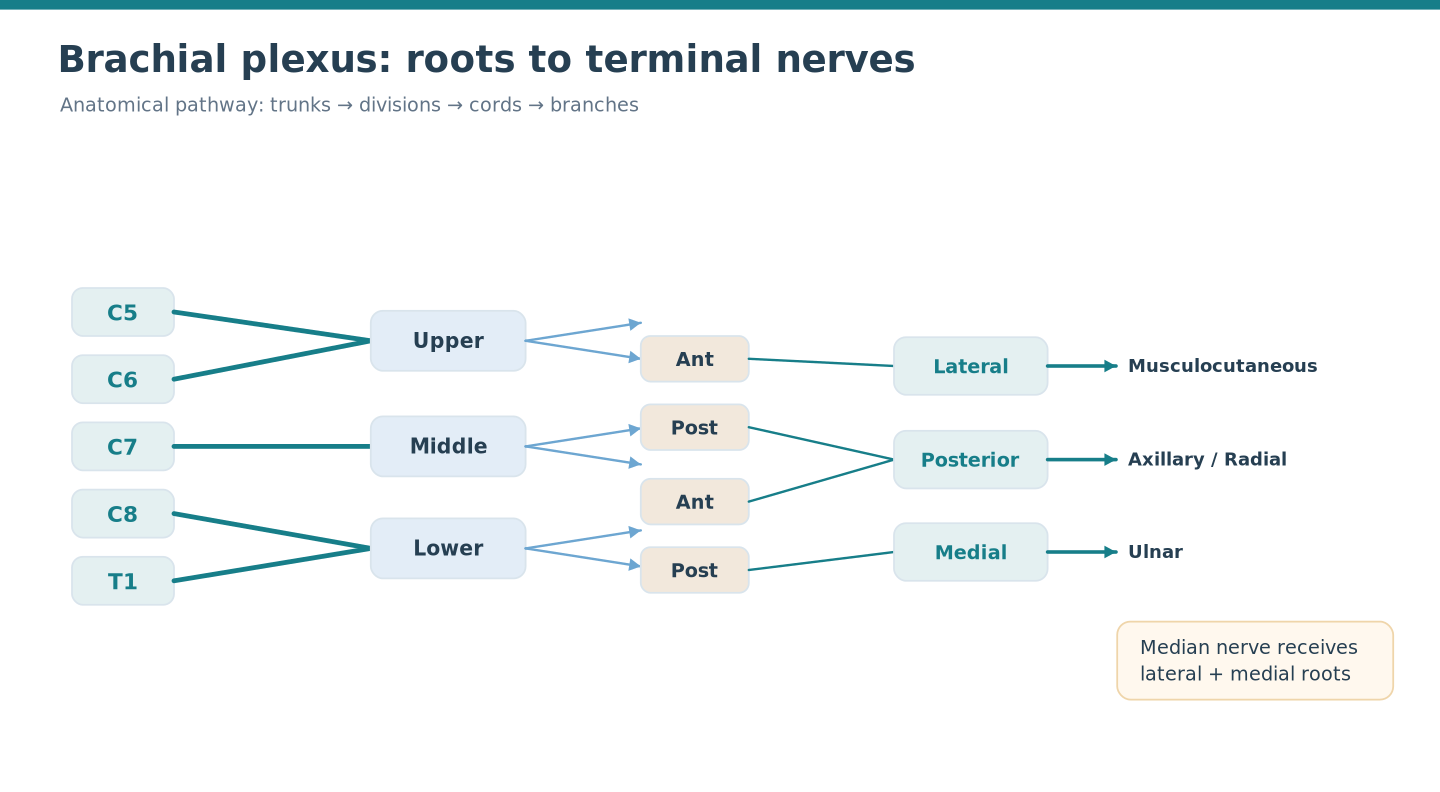 Brachial plexus: roots to terminal nerves
Anatomical pathway: trunks → divisions → cords → branches
C5
C6
C7
C8
T1
Upper
Middle
Lower
Ant
Post
Ant
Post
Lateral
Posterior
Medial
Musculocutaneous
Axillary / Radial
Ulnar
Median nerve receives
lateral + medial roots